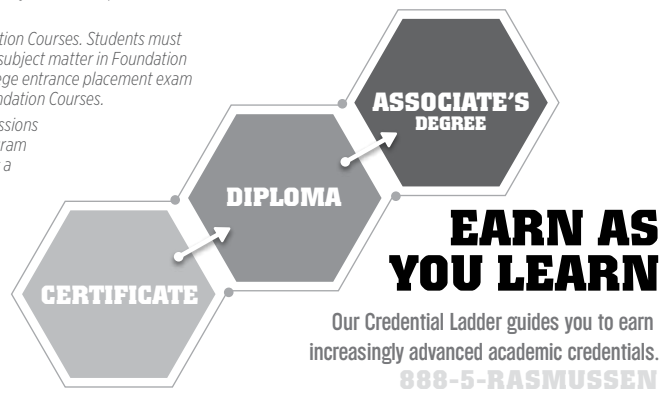 tion Courses. Students must
subject matter in Foundation
ege entrance placement exam
ndation Courses.
ssions
ram
a
ASSOCIATE'S
DEGREE
DIPLOMA
CERTIFICATE
EARN AS
YOU LEARN
Our Credential Ladder guides you to earn
increasingly advanced academic credentials.
888-5-RASMUSSEN